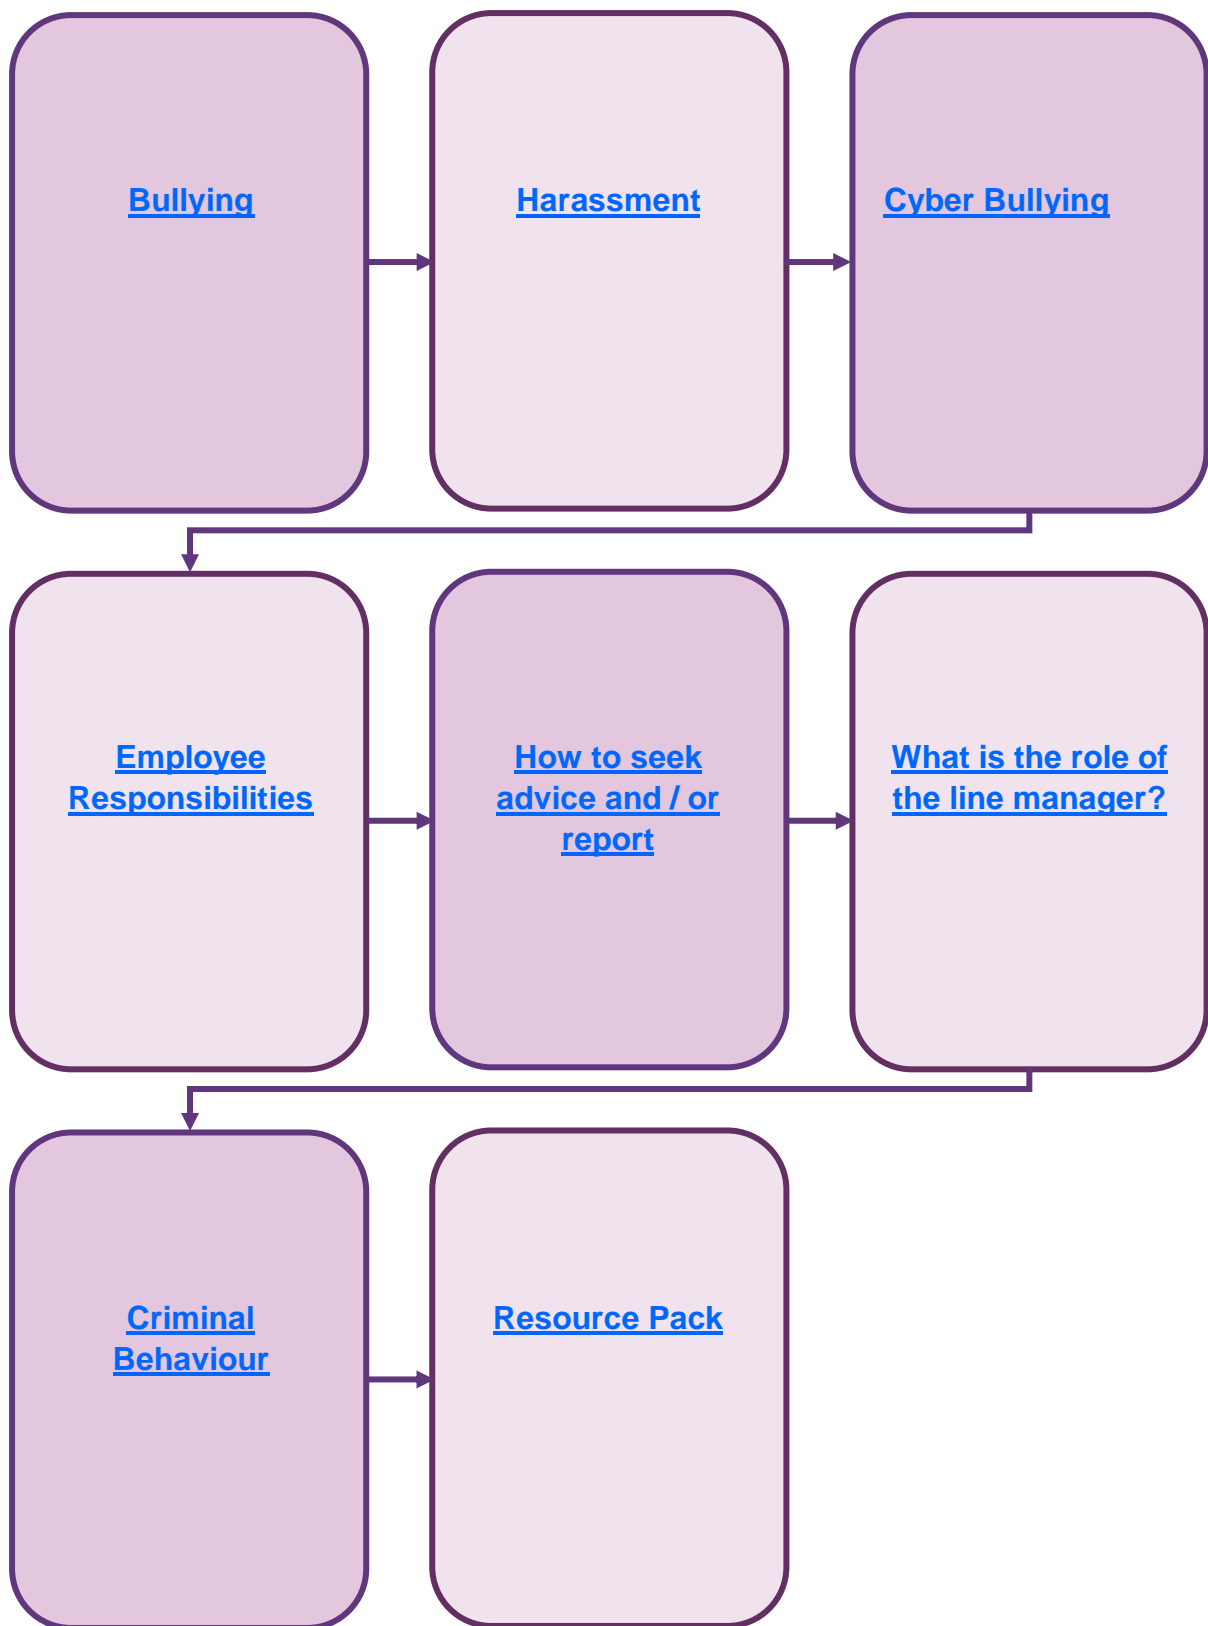 Bullying
Harassment
Cyber Bullying
Employee
Responsibilities
How to seek
advice and / or
report
What is the role of
the line manager?
Criminal
Behaviour
Resource Pack